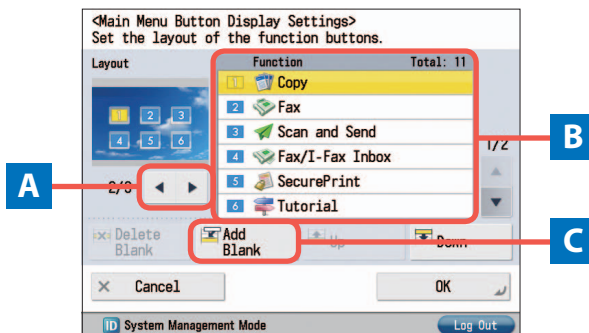 <Main Menu Button Display Settings>
Set the layout of the function buttons.
Layout
Function Total: 11
1 Copy
2 Fax
3 Scan and Send
4 Fax/I-Fax Inbox
5 SecurePrint
6 Tutorial
1 2 3
4 5 6
A
B
C
2/3
1/2
Delete Blank
Add Blank
Up
Down
Cancel
OK
ID System Management Mode
Log Out